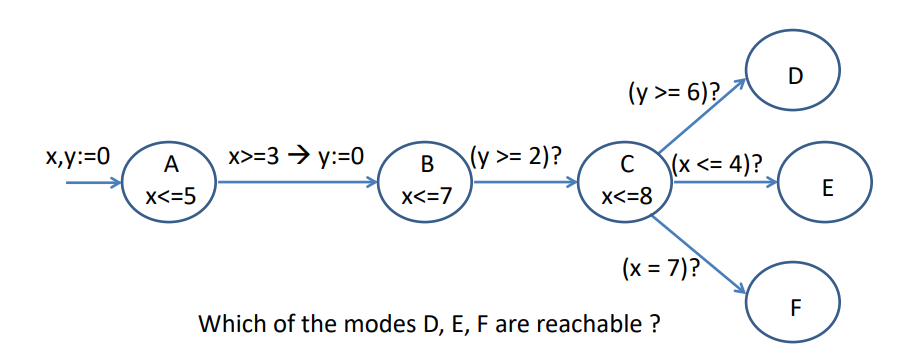 D
(y >= 6)?
x,y:=0
A
x<=5
x>=3 → y:=0
B
x<=7
(y >= 2)?
C
x<=8
(x <= 4)?
E
(x = 7)?
F
Which of the modes D, E, F are reachable ?